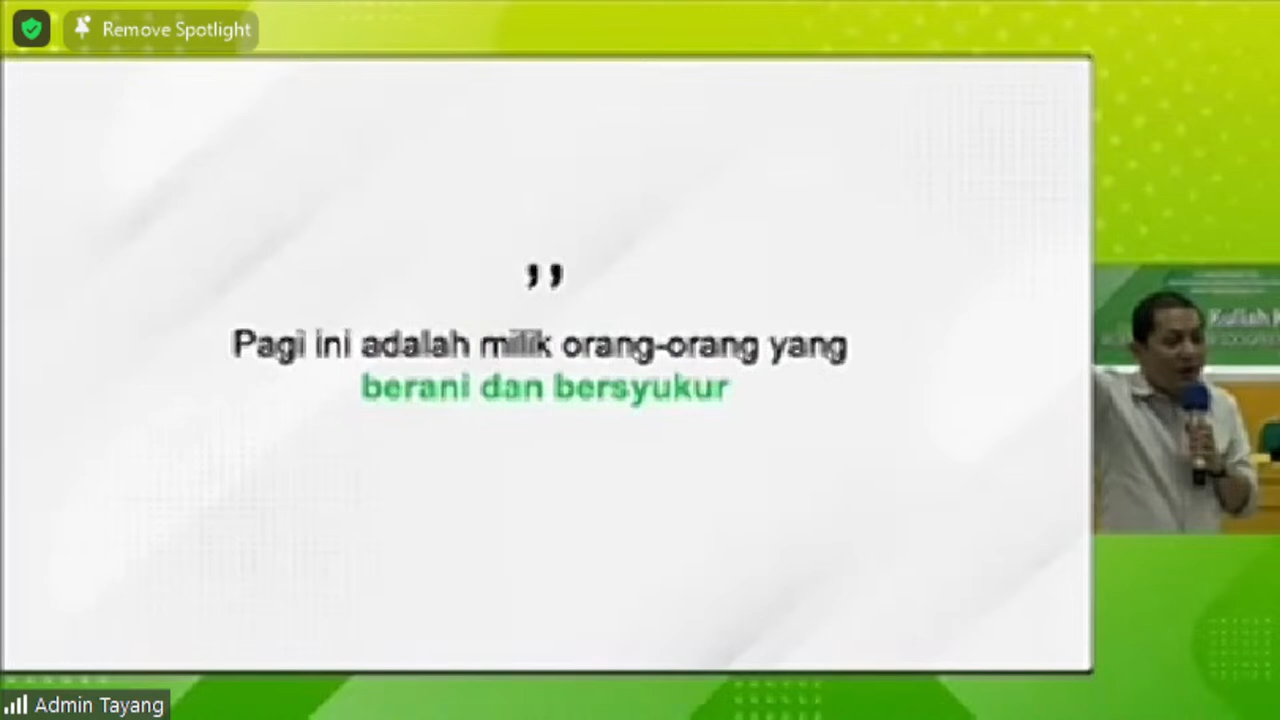 Remove Spotlight
,,
Pagi ini adalah milik orang-orang yang
berani dan bersyukur
Kuliah
Admin Tayang